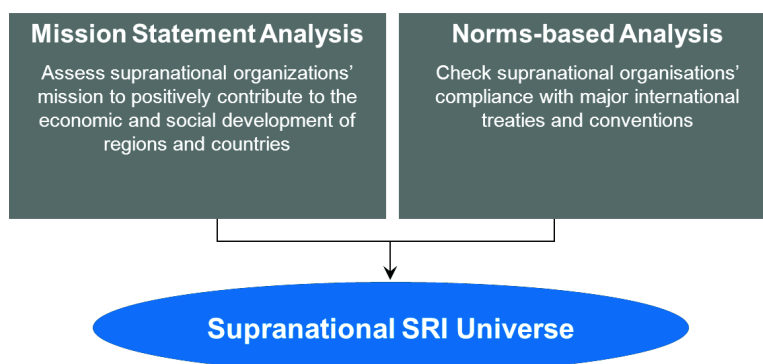 Mission Statement Analysis
Assess supranational organizations’
mission to positively contribute to the
economic and social development of
regions and countries
Norms-based Analysis
Check supranational organisations’
compliance with major international
treaties and conventions
Supranational SRI Universe